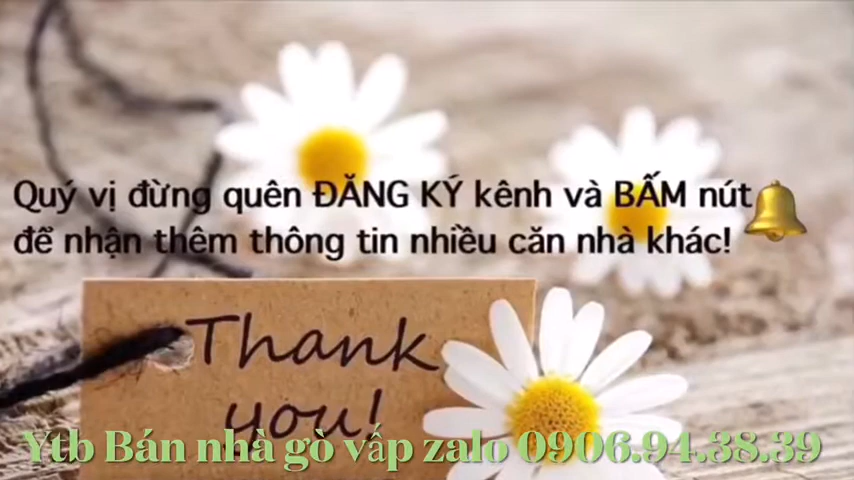 Quý vị đừng quên ĐĂNG KÝ kênh và BẤM nút
để nhận thêm thông tin nhiều căn nhà khác!
Thank
you!
Ytb Bán nhà gò vấp zalo 0906.94.38.39